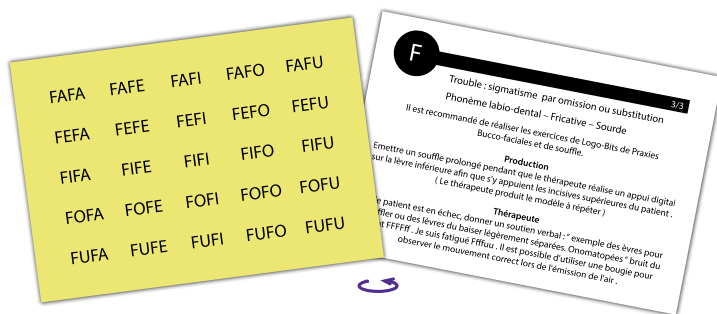 FAFA FAFE FAFI FAFO FAFU
FEFA FEFE FEFI FEFO FEFU
FIFA FIFE FIFI FIFO FIFU
FOFA FOFE FOFI FOFO FOFU
FUFA FUFE FUFI FUFO FUFU
F
3/3
Trouble : sigmatisme par omission ou substitution
Phonème labio-dental – Fricative – Sourde
Il est recommandé de réaliser les exercices de Logo-Bits de Praxies
Bucco-faciales et de souffle.
Production
Emettre un souffle prolongé pendant que le thérapeute réalise un appui digital
sur la lèvre inférieure afin que s'y appuient les incisives supérieures du patient .
( Le thérapeute produit le modèle à répéter )
Thérapeute
e patient est en échec, donner un soutien verbal : " exemple des èvres pour
ffler ou des lèvres du baiser légèrement séparées. Onomatopées " bruit du
t FFFFff . Je suis fatigué Ffffuu . Il est possible d'utiliser une bougie pour
observer le mouvement correct lors de l'émission de l'air .